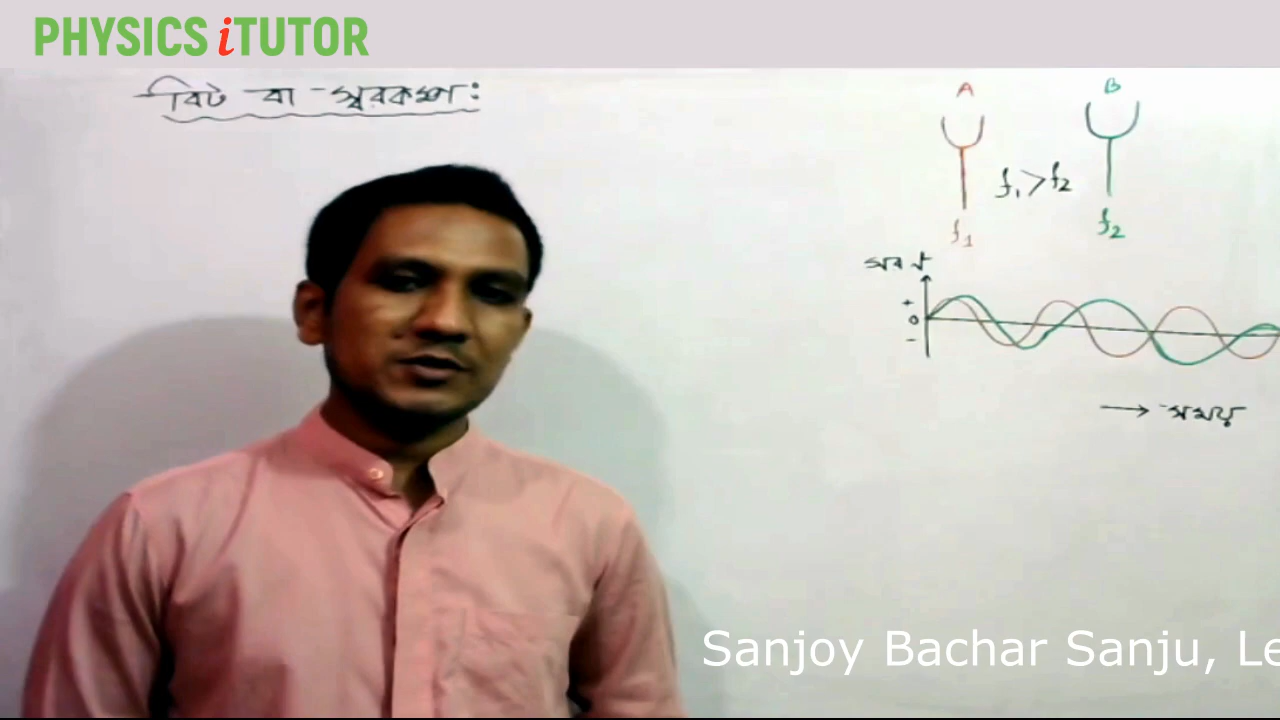 PHYSICS iTUTOR
বিট বা স্বরকম্প:
A B
f₁ > f₂
f₁ f₂
সরণ
+
0
-
→ সময়
Sanjoy Bachar Sanju, Le